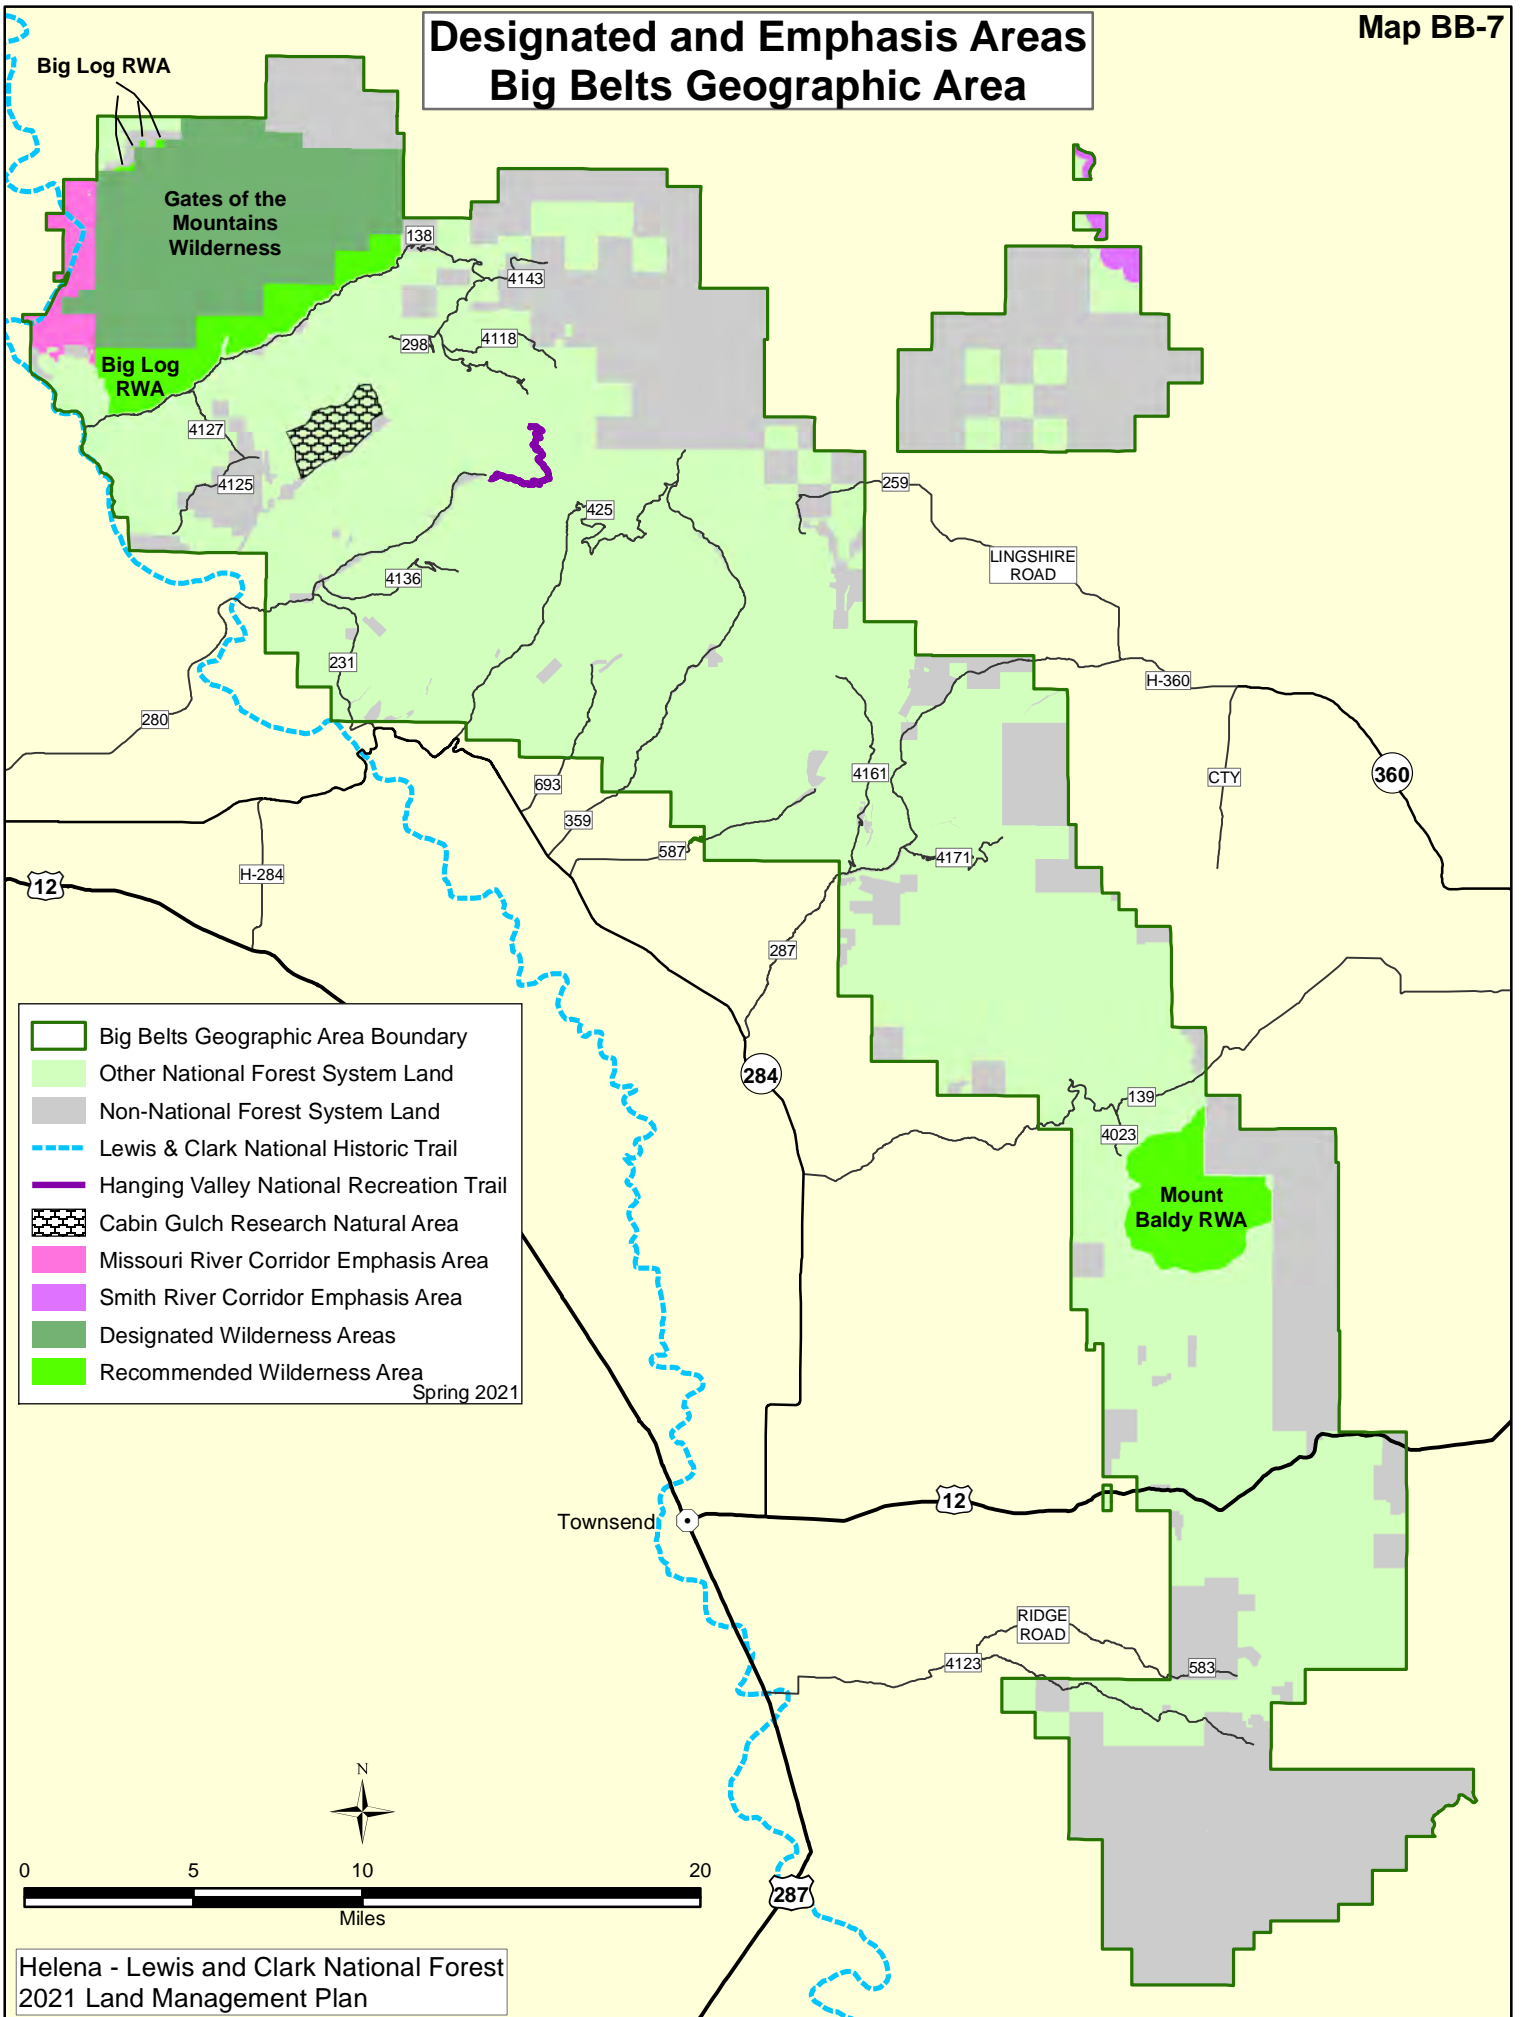 Designated and Emphasis Areas
Big Belts Geographic Area
Map BB-7
Big Log RWA
Gates of the
Mountains
Wilderness
138
4143
298
4118
Big Log
RWA
4127
4125
425
259
LINGSHIRE
ROAD
4136
231
H-360
280
693
4161
CTY
360
359
587
4171
H-284
12
287
284
139
4023
Mount
Baldy RWA
Big Belts Geographic Area Boundary
Other National Forest System Land
Non-National Forest System Land
Lewis & Clark National Historic Trail
Hanging Valley National Recreation Trail
Cabin Gulch Research Natural Area
Missouri River Corridor Emphasis Area
Smith River Corridor Emphasis Area
Designated Wilderness Areas
Recommended Wilderness Area
Spring 2021
12
Townsend
RIDGE
ROAD
4123
583
N
0 5 10 20
Miles
287
Helena - Lewis and Clark National Forest
2021 Land Management Plan